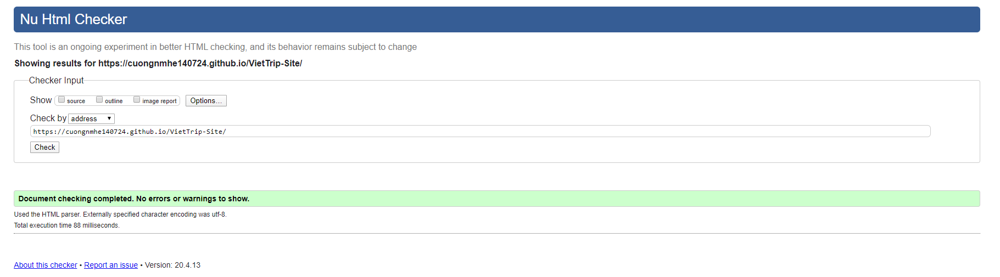 Nu Html Checker
This tool is an ongoing experiment in better HTML checking, and its behavior remains subject to change
Showing results for https://cuongnmhe140724.github.io/VietTrip-Site/
Checker Input
Show source outline image report Options...
Check by address
https://cuongnmhe140724.github.io/VietTrip-Site/
Check
Document checking completed. No errors or warnings to show.
Used the HTML parser. Externally specified character encoding was utf-8.
Total execution time 88 milliseconds.
About this checker • Report an issue • Version: 20.4.13